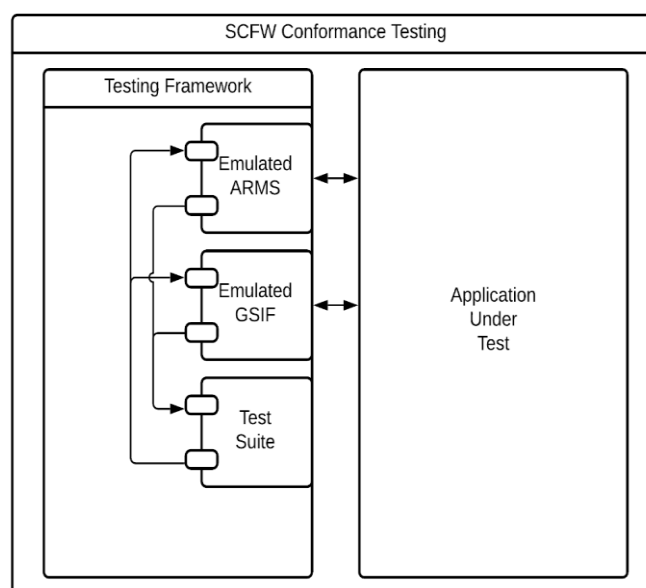 SCFW Conformance Testing
Testing Framework
Emulated
ARMS
Emulated
GSIF
Test
Suite
Application
Under
Test